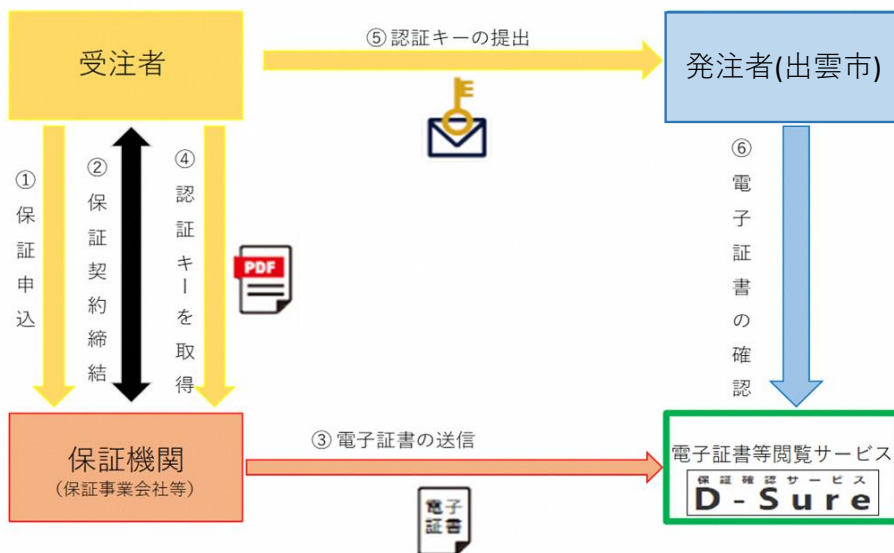 受注者
⑤認証キーの提出
発注者(出雲市)
①保証申込
②保証契約締結
④認証キーを取得
PDF
⑥電子証書の確認
保証機関
(保証事業会社等)
③電子証書の送信
電子
証書
電子証書等閲覧サービス
保証確認サービス
D-Sure